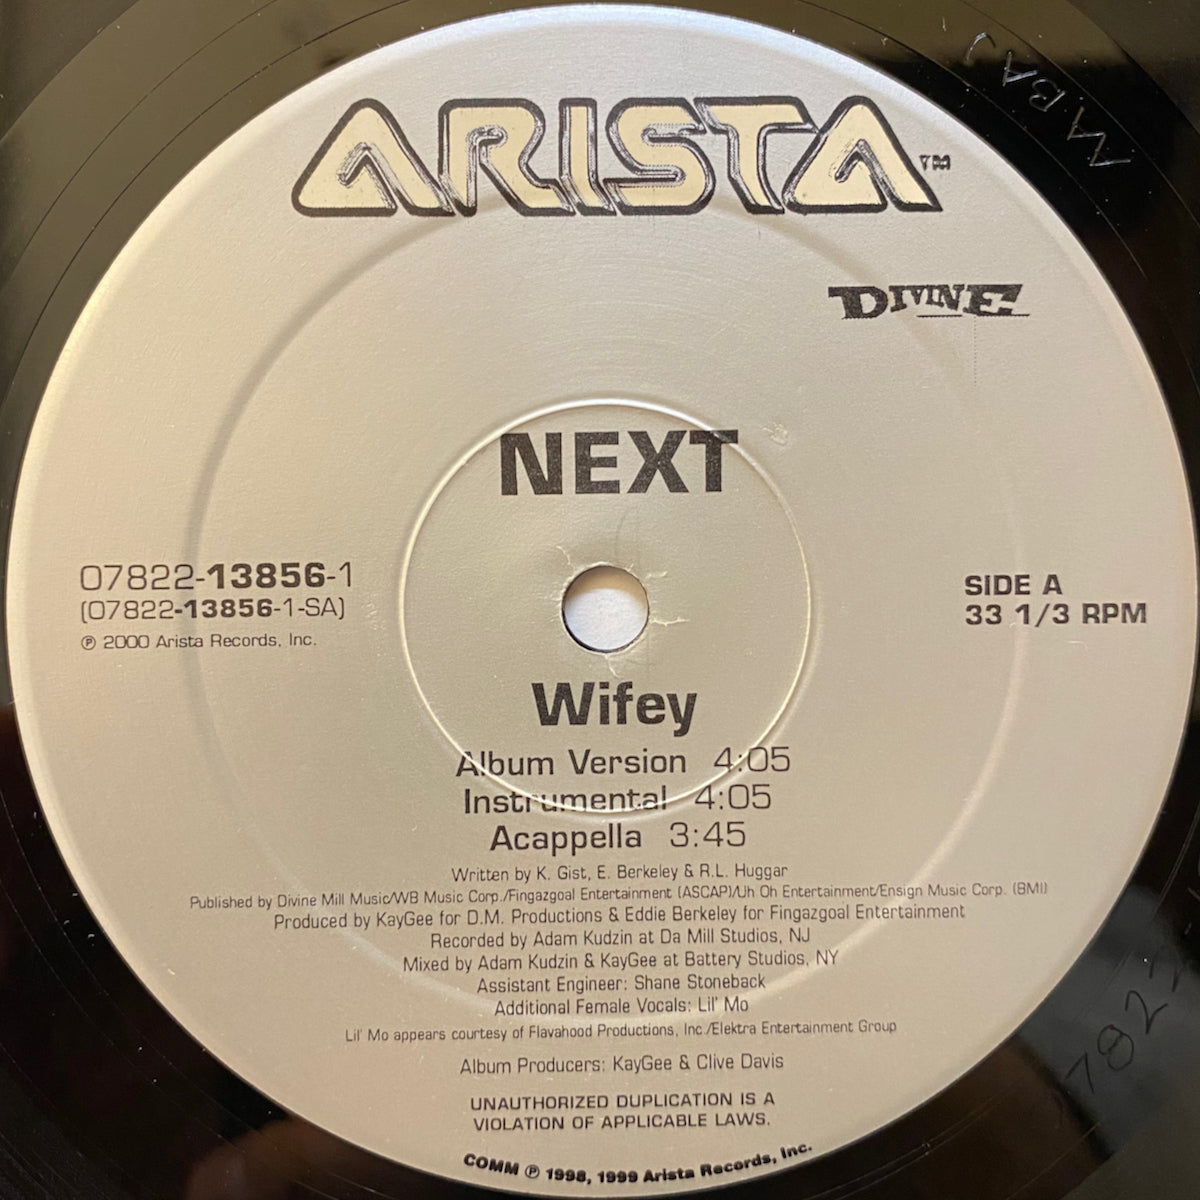 ARISTA™
DIVINE
NEXT
07822-13856-1
(07822-13856-1-SA)
℗ 2000 Arista Records, Inc.
SIDE A
33 1/3 RPM
Wifey
Album Version 4:05
Instrumental 4:05
Acappella 3:45
Written by K. Gist, E. Berkeley & R.L. Huggar
Published by Divine Mill Music/WB Music Corp./Fingazgoal Entertainment (ASCAP)/Uh Oh Entertainment/Ensign Music Corp. (BMI)
Produced by KayGee for D.M. Productions & Eddie Berkeley for Fingazgoal Entertainment
Recorded by Adam Kudzin at Da Mill Studios, NJ
Mixed by Adam Kudzin & KayGee at Battery Studios, NY
Assistant Engineer: Shane Stoneback
Additional Female Vocals: Lil' Mo
Lil' Mo appears courtesy of Flavahood Productions, Inc./Elektra Entertainment Group
Album Producers: KayGee & Clive Davis
UNAUTHORIZED DUPLICATION IS A
VIOLATION OF APPLICABLE LAWS.
COMM ℗ 1998, 1999 Arista Records, Inc.